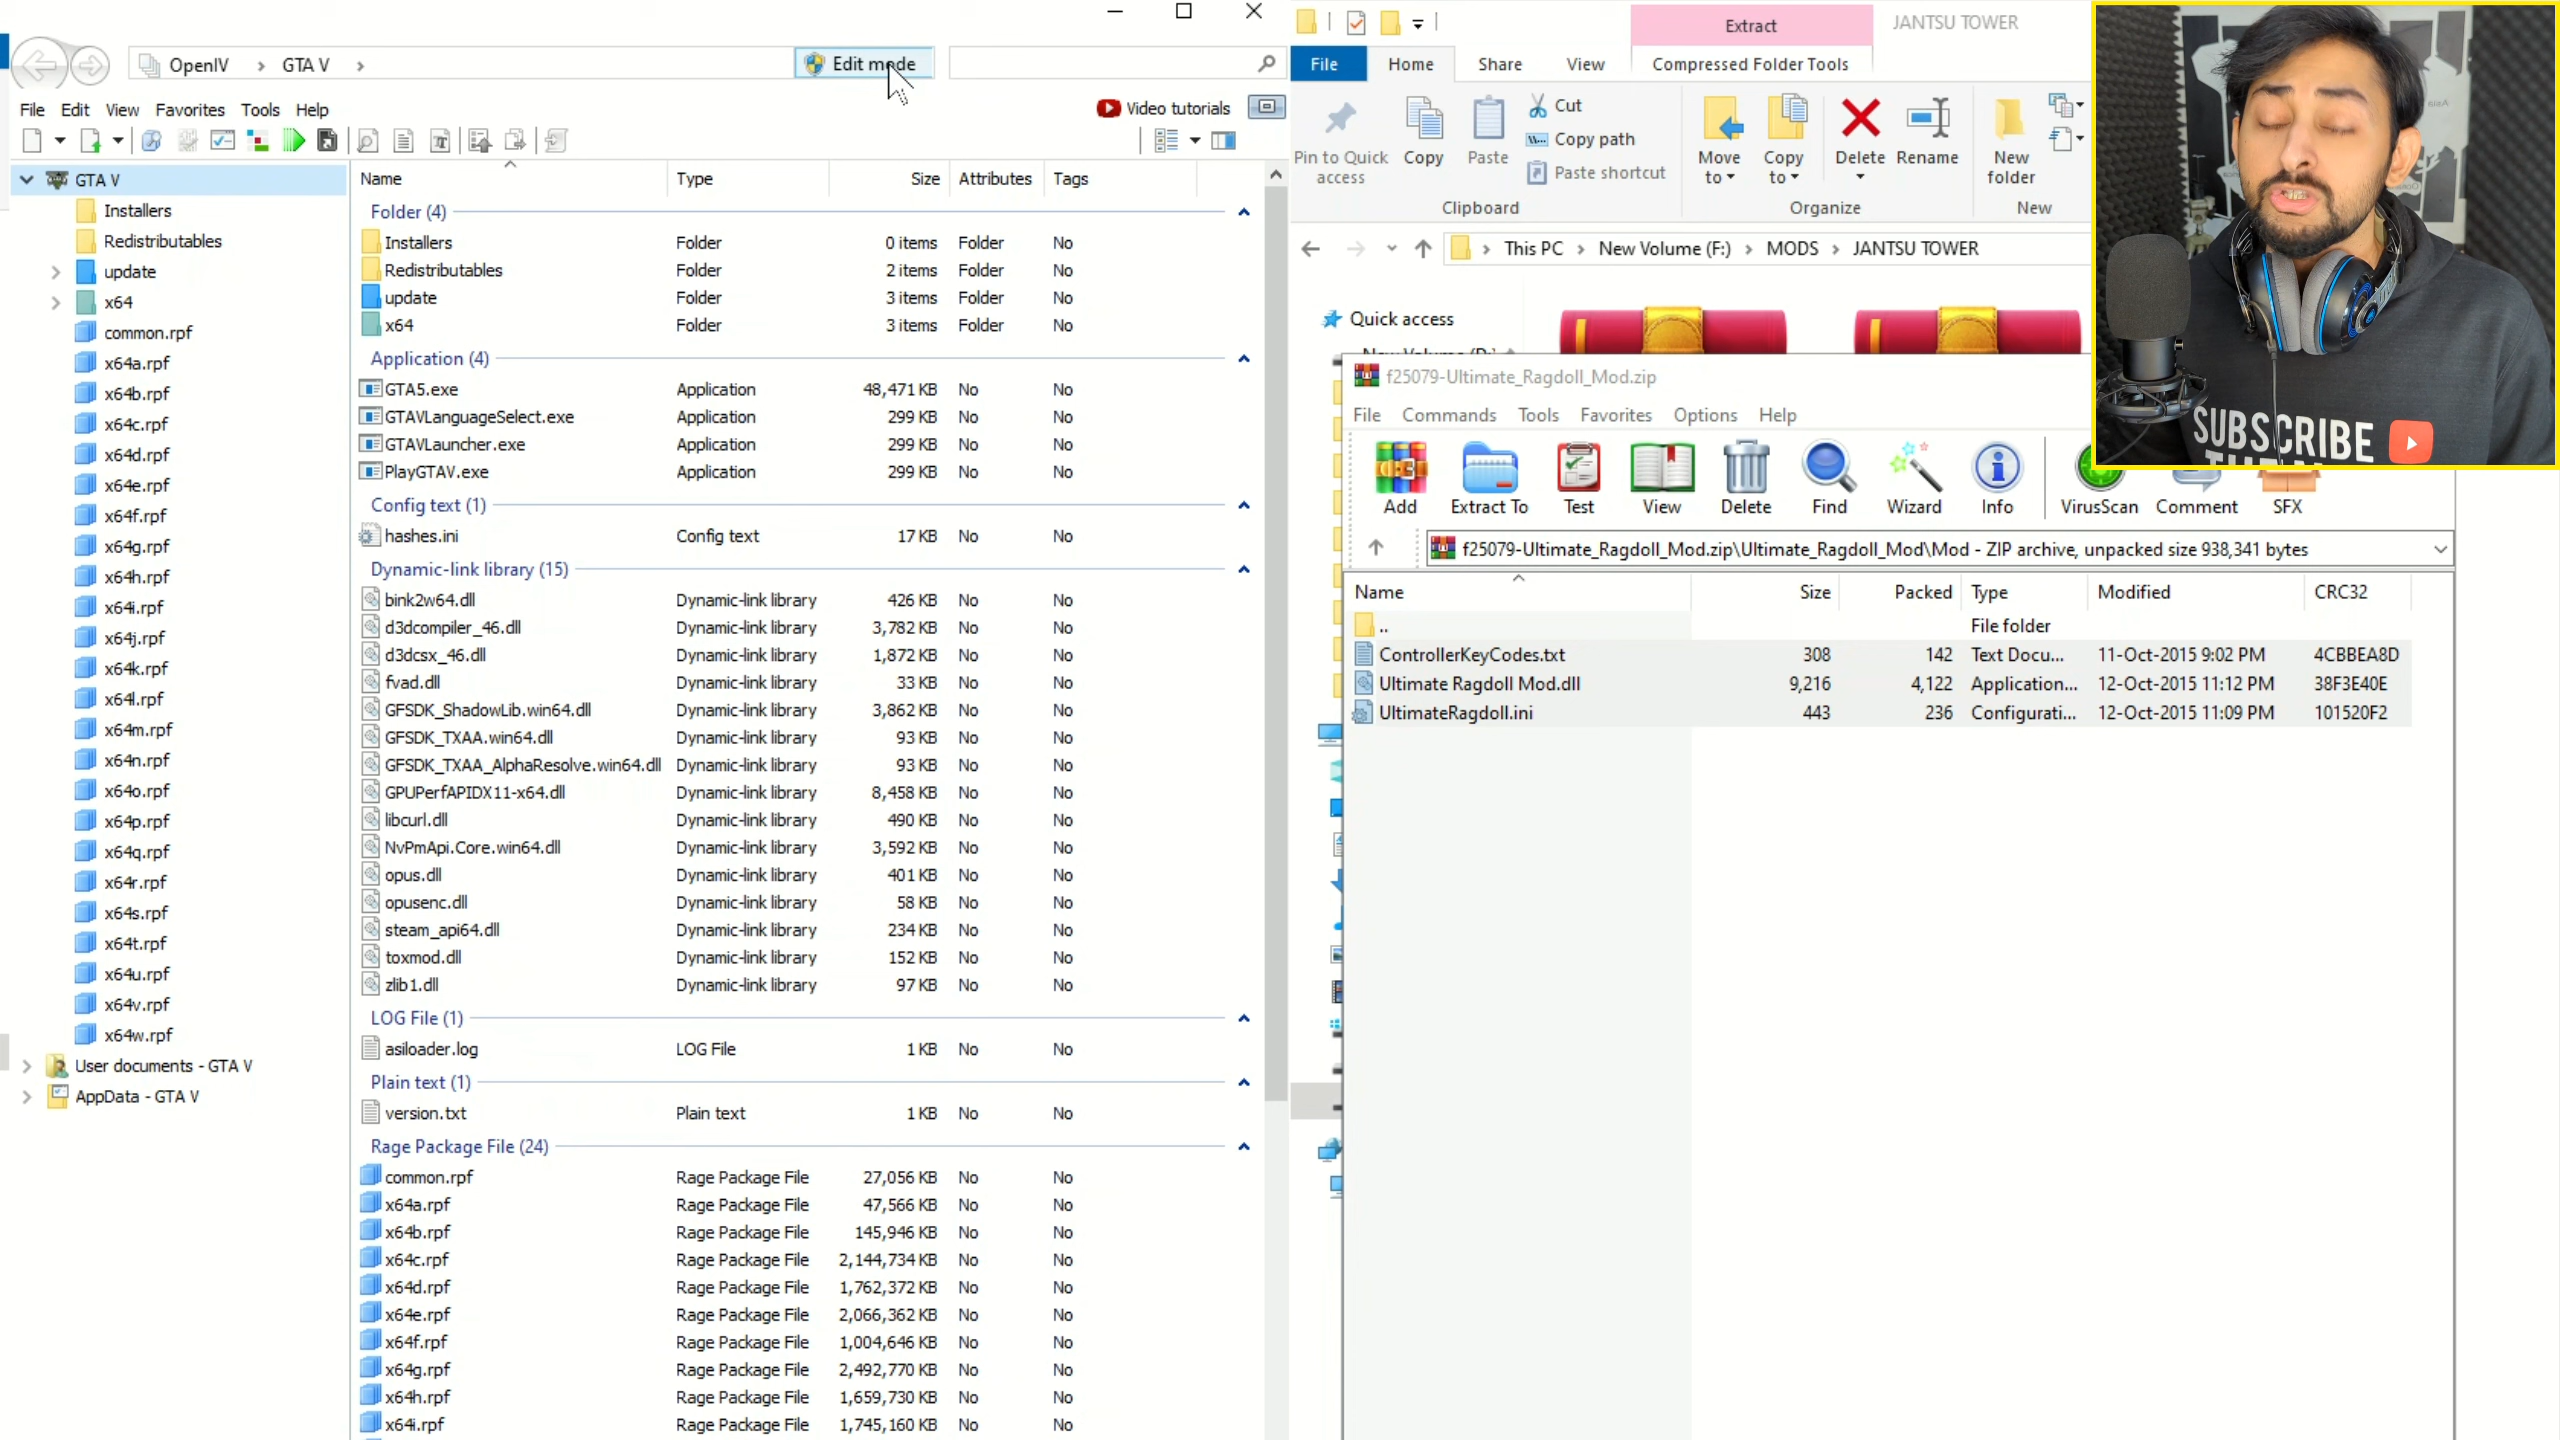 OpenIV › GTA V ›
Edit mode
File Edit View Favorites Tools Help
Video tutorials
GTA V
Installers
Redistributables
update
x64
common.rpf
x64a.rpf
x64b.rpf
x64c.rpf
x64d.rpf
x64e.rpf
x64f.rpf
x64g.rpf
x64h.rpf
x64i.rpf
x64j.rpf
x64k.rpf
x64l.rpf
x64m.rpf
x64n.rpf
x64o.rpf
x64p.rpf
x64q.rpf
x64r.rpf
x64s.rpf
x64t.rpf
x64u.rpf
x64v.rpf
x64w.rpf
User documents - GTA V
AppData - GTA V
Name Type Size Attributes Tags
Folder (4)
Installers Folder 0 items Folder No
Redistributables Folder 2 items Folder No
update Folder 3 items Folder No
x64 Folder 3 items Folder No
Application (4)
GTA5.exe Application 48,471 KB No No
GTAVLanguageSelect.exe Application 299 KB No No
GTAVLauncher.exe Application 299 KB No No
PlayGTAV.exe Application 299 KB No No
Config text (1)
hashes.ini Config text 17 KB No No
Dynamic-link library (15)
bink2w64.dll Dynamic-link library 426 KB No No
d3dcompiler_46.dll Dynamic-link library 3,782 KB No No
d3dcsx_46.dll Dynamic-link library 1,872 KB No No
fvad.dll Dynamic-link library 33 KB No No
GFSDK_ShadowLib.win64.dll Dynamic-link library 3,862 KB No No
GFSDK_TXAA.win64.dll Dynamic-link library 93 KB No No
GFSDK_TXAA_AlphaResolve.win64.dll Dynamic-link library 93 KB No No
GPUPerfAPIDX11-x64.dll Dynamic-link library 8,458 KB No No
libcurl.dll Dynamic-link library 490 KB No No
NvPmApi.Core.win64.dll Dynamic-link library 3,592 KB No No
opus.dll Dynamic-link library 401 KB No No
opusenc.dll Dynamic-link library 58 KB No No
steam_api64.dll Dynamic-link library 234 KB No No
toxmod.dll Dynamic-link library 152 KB No No
zlib1.dll Dynamic-link library 97 KB No No
LOG File (1)
asiloader.log LOG File 1 KB No No
Plain text (1)
version.txt Plain text 1 KB No No
Rage Package File (24)
common.rpf Rage Package File 27,056 KB No No
x64a.rpf Rage Package File 47,566 KB No No
x64b.rpf Rage Package File 145,946 KB No No
x64c.rpf Rage Package File 2,144,734 KB No No
x64d.rpf Rage Package File 1,762,372 KB No No
x64e.rpf Rage Package File 2,066,362 KB No No
x64f.rpf Rage Package File 1,004,646 KB No No
x64g.rpf Rage Package File 2,492,770 KB No No
x64h.rpf Rage Package File 1,659,730 KB No No
x64i.rpf Rage Package File 1,745,160 KB No No
Extract JANTSU TOWER
File Home Share View Compressed Folder Tools
Pin to Quick access
Copy
Paste
Cut
Copy path
Paste shortcut
Move to
Copy to
Delete
Rename
New folder
Clipboard Organize New
This PC › New Volume (F:) › MODS › JANTSU TOWER
Quick access
f25079-Ultimate_Ragdoll_Mod.zip
File Commands Tools Favorites Options Help
Add Extract To Test View Delete Find Wizard Info VirusScan Comment SFX
f25079-Ultimate_Ragdoll_Mod.zip\Ultimate_Ragdoll_Mod\Mod - ZIP archive, unpacked size 938,341 bytes
Name Size Packed Type Modified CRC32
.. File folder
ControllerKeyCodes.txt 308 142 Text Docu... 11-Oct-2015 9:02 PM 4CBBEA8D
Ultimate Ragdoll Mod.dll 9,216 4,122 Application... 12-Oct-2015 11:12 PM 38F3E40E
UltimateRagdoll.ini 443 236 Configurati... 12-Oct-2015 11:09 PM 101520F2
SUBSCRIBE